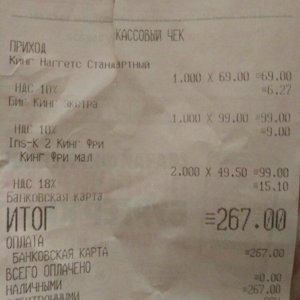 КАССОВЫЙ ЧЕК
ПРИХОД
Кинг Наггетс Стандартный
1.000 X 69.00 =69.00
НДС 10% =6.27
Биг Кинг экстра
1.000 X 99.00 =99.00
НДС 10% =9.00
Ins-K 2 Кинг Фри
Кинг Фри мал
2.000 X 49.50 =99.00
НДС 18% =15.10
Банковская карта
ИТОГ =267.00
ОПЛАТА
БАНКОВСКАЯ КАРТА =267.00
ВСЕГО ОПЛАЧЕНО
НАЛИЧНЫМИ =0.00
ЭЛЕКТРОННЫМИ =267.00